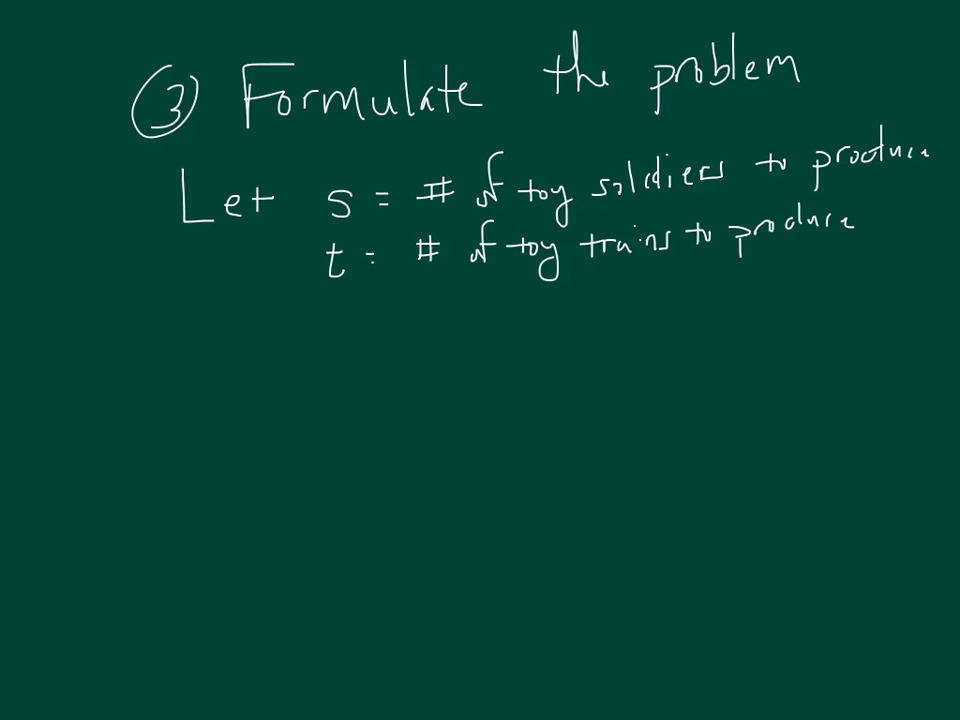 ③ Formulate the problem
Let s = # of toy soldiers to produce
t = # of toy trains to produce